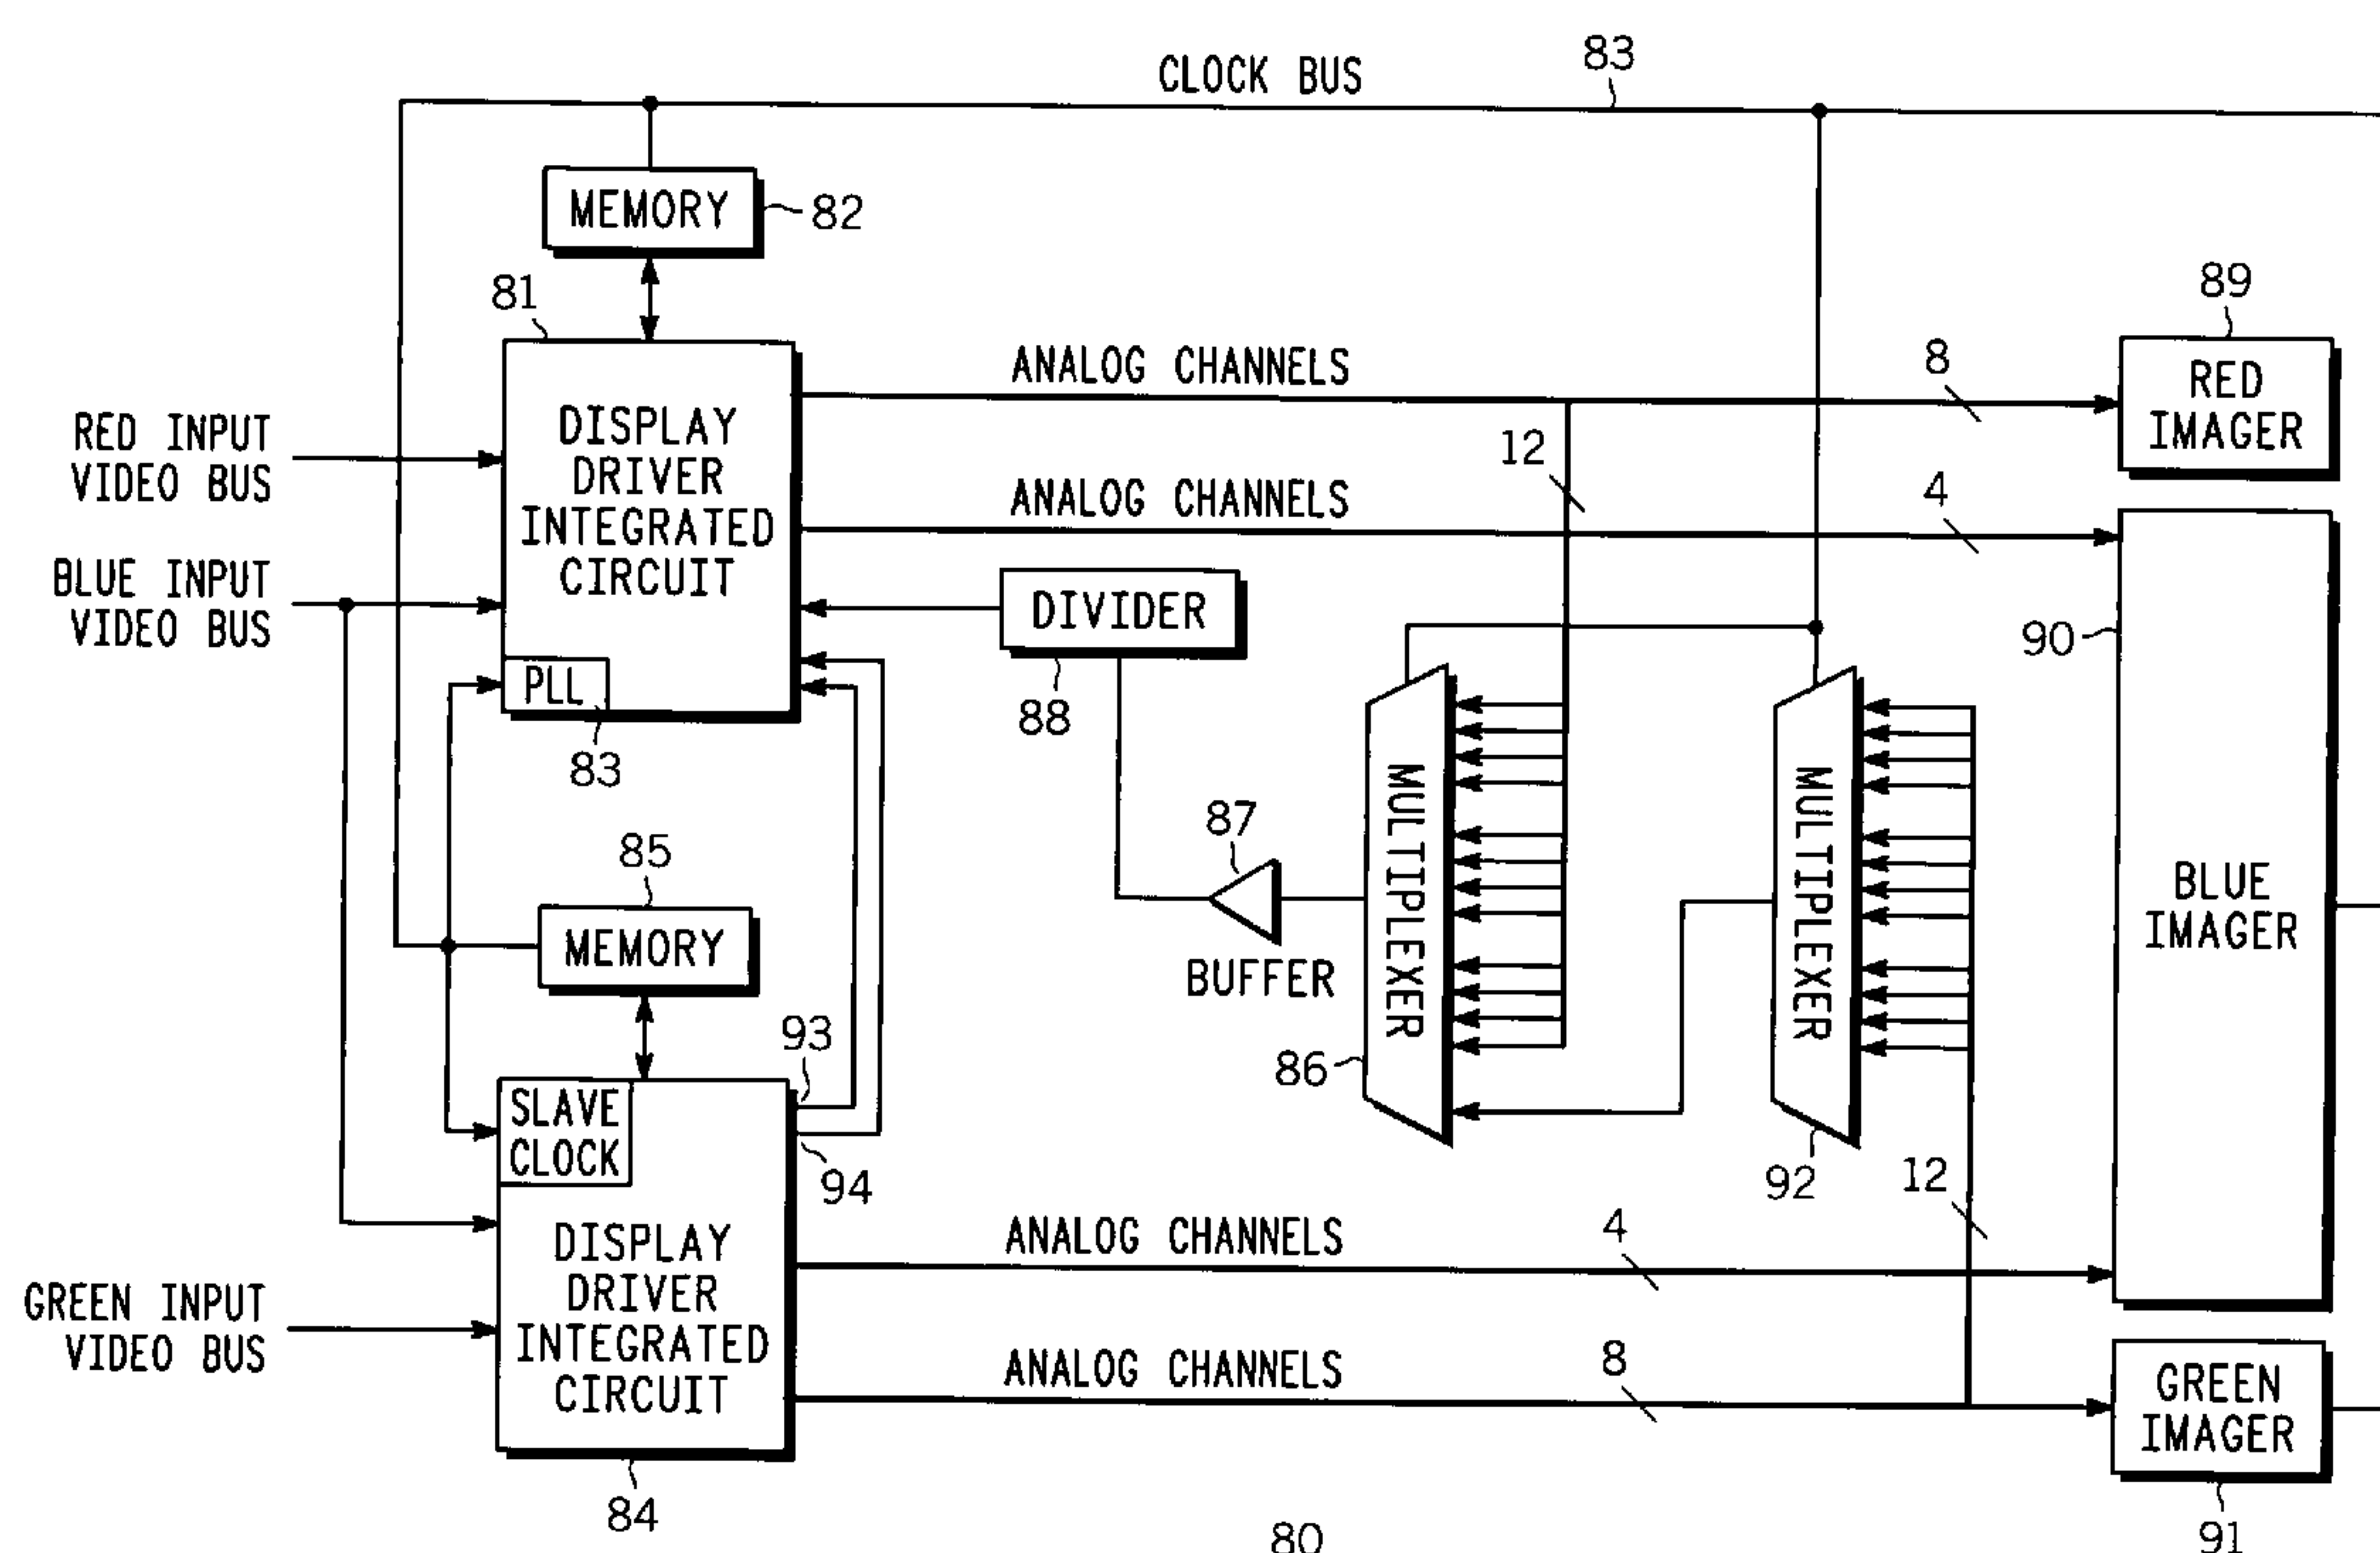 CLOCK BUS
83
MEMORY
82
81
89
ANALOG CHANNELS
8
RED
IMAGER
RED INPUT
VIDEO BUS
DISPLAY
DRIVER
INTEGRATED
CIRCUIT
12
ANALOG CHANNELS
4
BLUE INPUT
VIDEO BUS
DIVIDER
90
PLL
88
83
MULTIPLEXER
MULTIPLEXER
87
85
BLUE
IMAGER
MEMORY
BUFFER
93
86
SLAVE
CLOCK
94
92
12
ANALOG CHANNELS
4
DISPLAY
DRIVER
INTEGRATED
CIRCUIT
GREEN INPUT
VIDEO BUS
ANALOG CHANNELS
8
GREEN
IMAGER
84
80
91